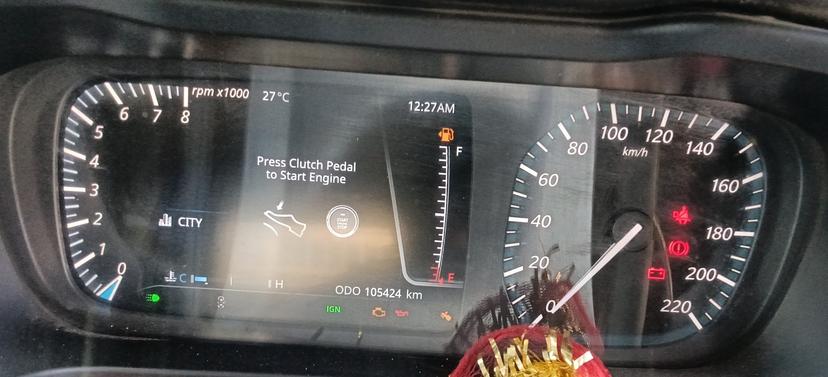 rpm x1000
27°C
12:27AM
8
7
6
5
4
3
2
1
0
Press Clutch Pedal
to Start Engine
CITY
START
STOP
C
H
F
E
ODO 105424 km
IGN
0
20
40
60
80
100
120
140
160
180
200
220
km/h